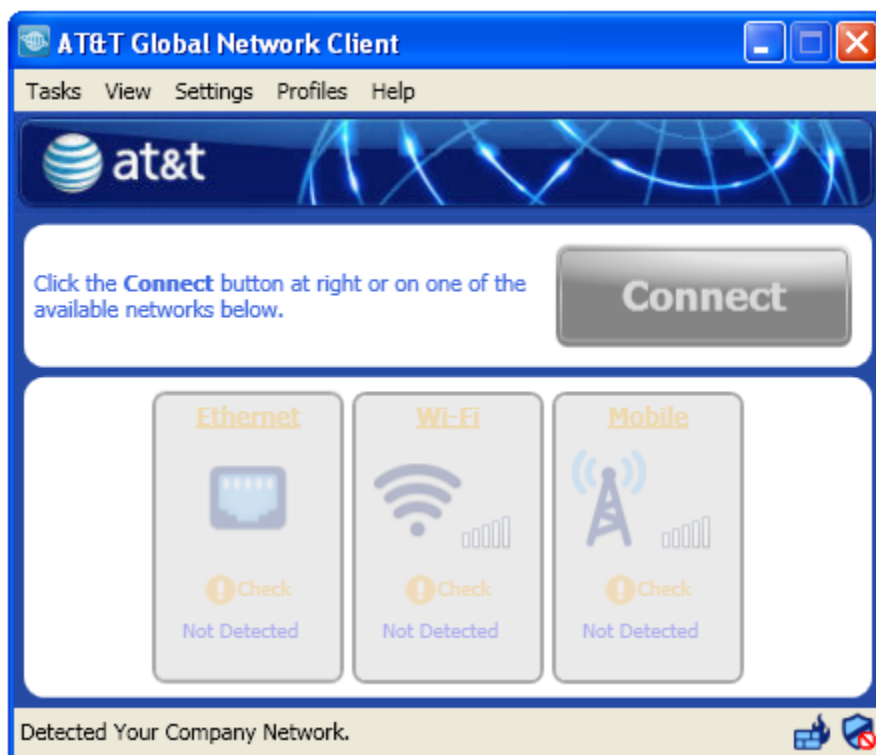 AT&T Global Network Client
Tasks View Settings Profiles Help
at&t
Click the Connect button at right or on one of the
available networks below.
Connect
Ethernet Wi-Fi Mobile
Check Check Check
Not Detected Not Detected Not Detected
Detected Your Company Network.